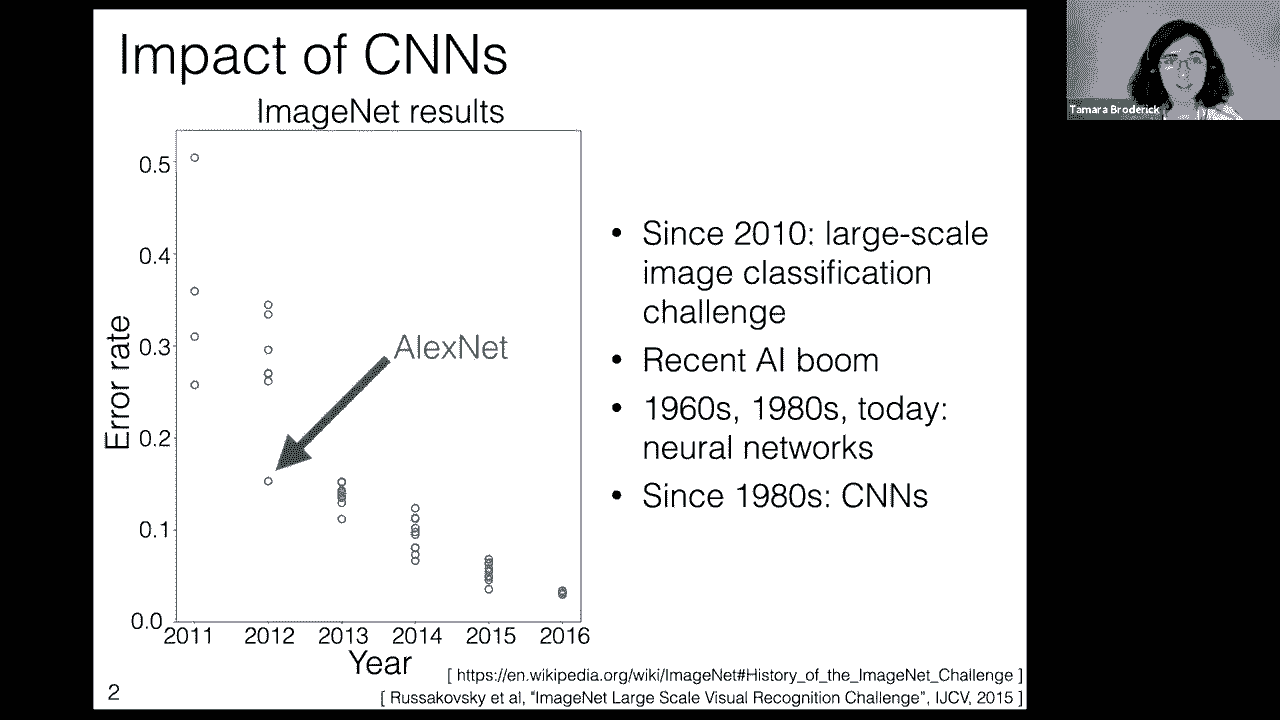 Impact of CNNs
ImageNet results
0.5
0.4
0.3
0.2
0.1
0.0
Error rate
AlexNet
2011 2012 2013 2014 2015 2016
Year
• Since 2010: large-scale
image classification
challenge
• Recent AI boom
• 1960s, 1980s, today:
neural networks
• Since 1980s: CNNs
[ https://en.wikipedia.org/wiki/ImageNet#History_of_the_ImageNet_Challenge ]
[ Russakovsky et al, “ImageNet Large Scale Visual Recognition Challenge”, IJCV, 2015 ]
2
Tamara Broderick